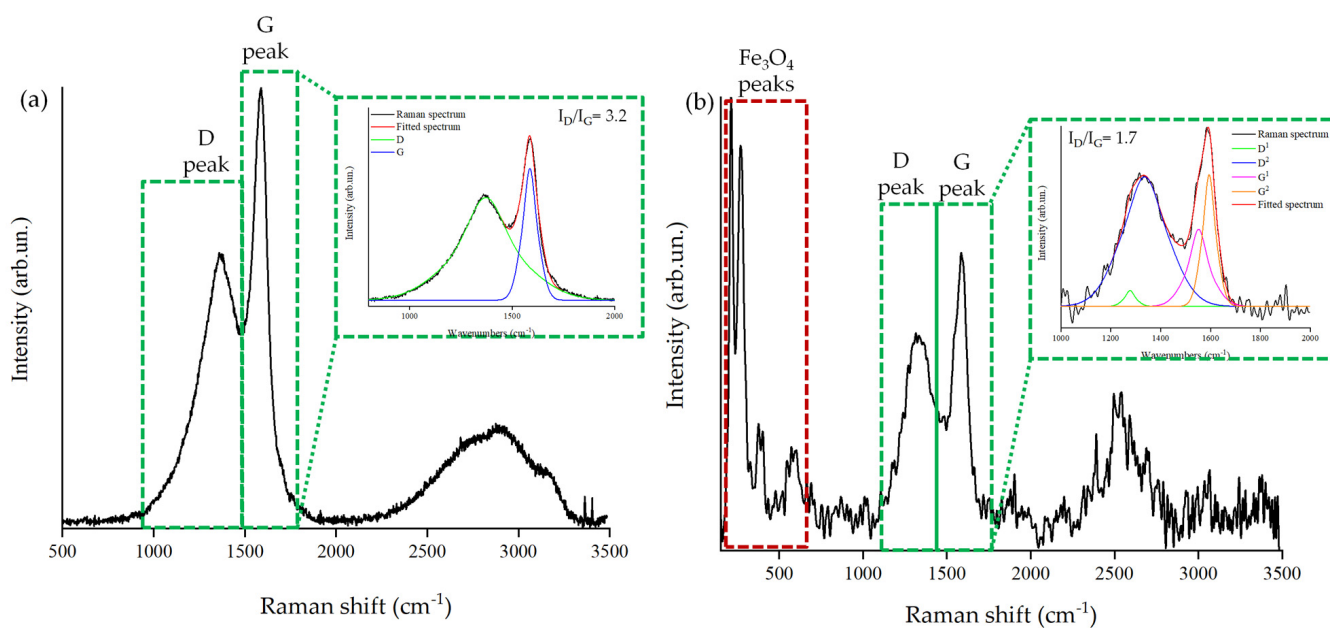 (a)
G
peak
D
peak
Intensity (arb.un.)
500 1000 1500 2000 2500 3000 3500
Raman shift (cm⁻¹)
I_D/I_G= 3.2
Raman spectrum
Fitted spectrum
D
G
Intensity (arb.un.)
1000 1500 2000
Wavenumbers (cm⁻¹)
(b)
Fe₃O₄
peaks
D
peak
G
peak
Intensity (arb.un.)
500 1000 1500 2000 2500 3000 3500
Raman shift (cm⁻¹)
I_D/I_G= 1.7
Raman spectrum
D¹
D²
G¹
G²
Fitted spectrum
Intensity (arb.un.)
1000 1200 1400 1600 1800 2000
Wavenumbers (cm⁻¹)